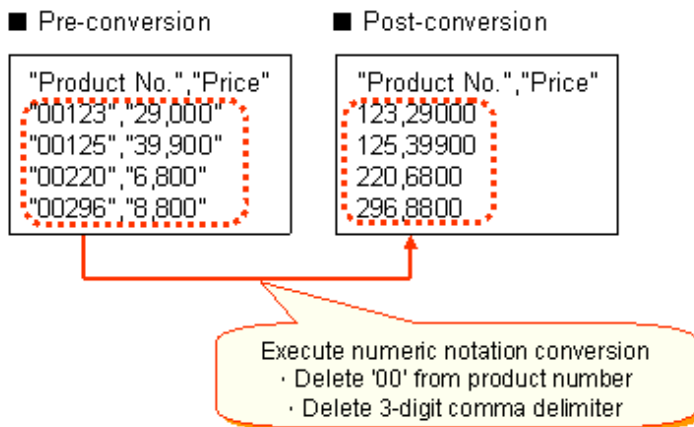 ■ Pre-conversion
"Product No.","Price"
"00123","29,000"
"00125","39,900"
"00220","6,800"
"00296","8,800"
■ Post-conversion
"Product No.","Price"
123,29000
125,39900
220,6800
296,8800
Execute numeric notation conversion
· Delete '00' from product number
· Delete 3-digit comma delimiter